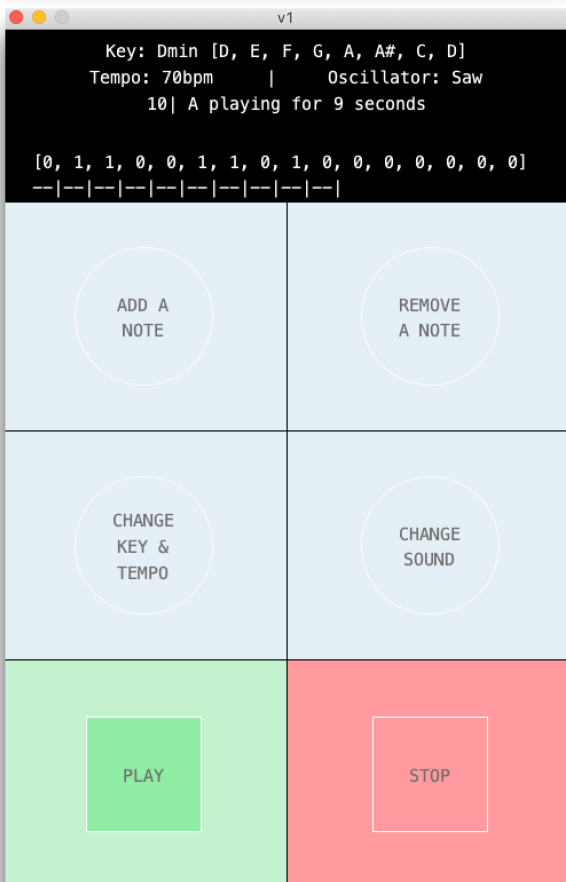 v1
Key: Dmin [D, E, F, G, A, A#, C, D]
Tempo: 70bpm | Oscillator: Saw
10| A playing for 9 seconds
[0, 1, 1, 0, 0, 1, 1, 0, 1, 0, 0, 0, 0, 0, 0, 0]
--|--|--|--|--|--|--|--|--|--|
ADD A
NOTE
REMOVE
A NOTE
CHANGE
KEY &
TEMPO
CHANGE
SOUND
PLAY
STOP